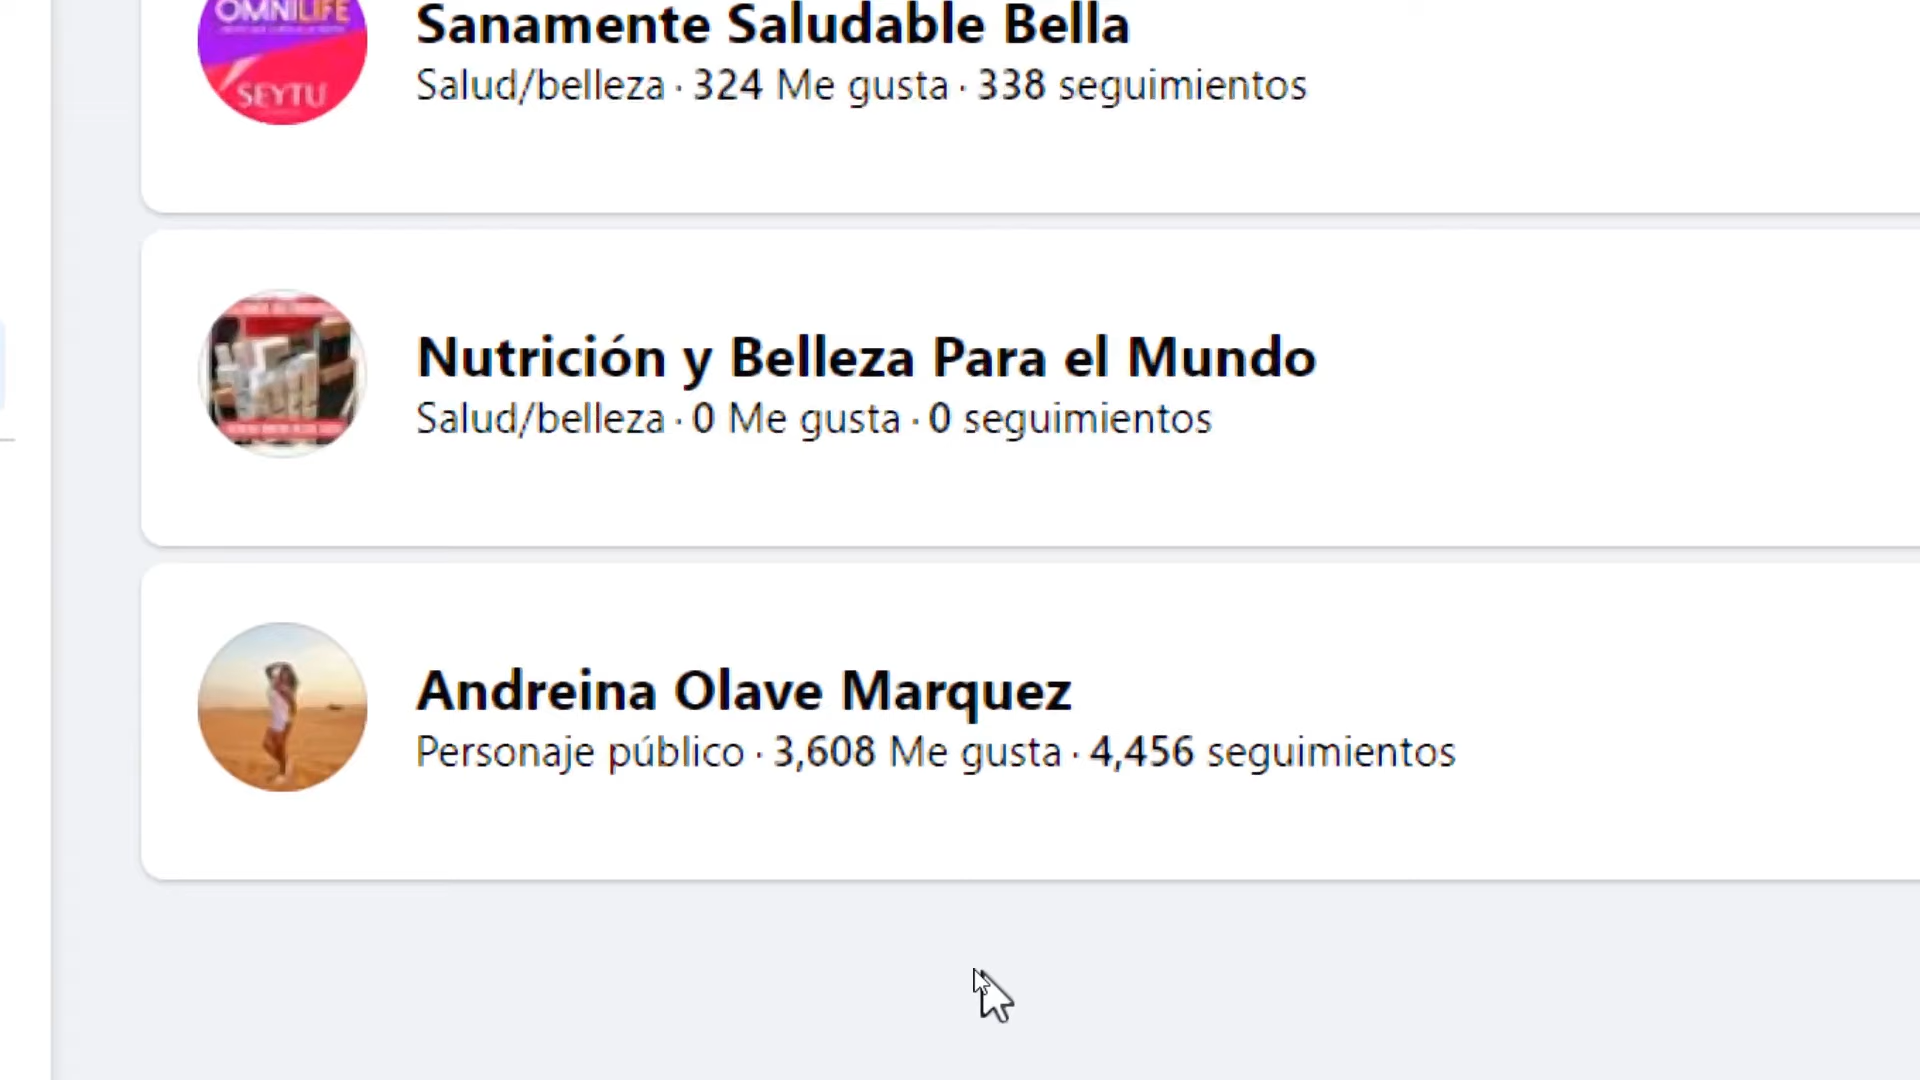 OMNILIFE
SEYTU
Sanamente Saludable Bella
Salud/belleza · 324 Me gusta · 338 seguimientos
Nutrición y Belleza Para el Mundo
Salud/belleza · 0 Me gusta · 0 seguimientos
Andreina Olave Marquez
Personaje público · 3,608 Me gusta · 4,456 seguimientos